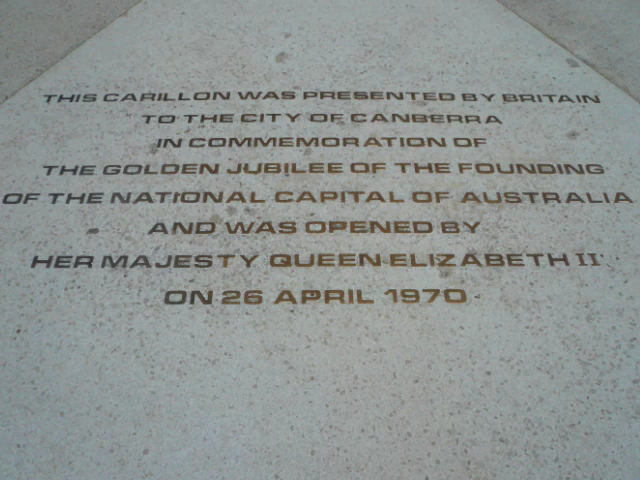 THIS CARILLON WAS PRESENTED BY BRITAIN
TO THE CITY OF CANBERRA
IN COMMEMORATION OF
THE GOLDEN JUBILEE OF THE FOUNDING
OF THE NATIONAL CAPITAL OF AUSTRALIA
AND WAS OPENED BY
HER MAJESTY QUEEN ELIZABETH II
ON 26 APRIL 1970